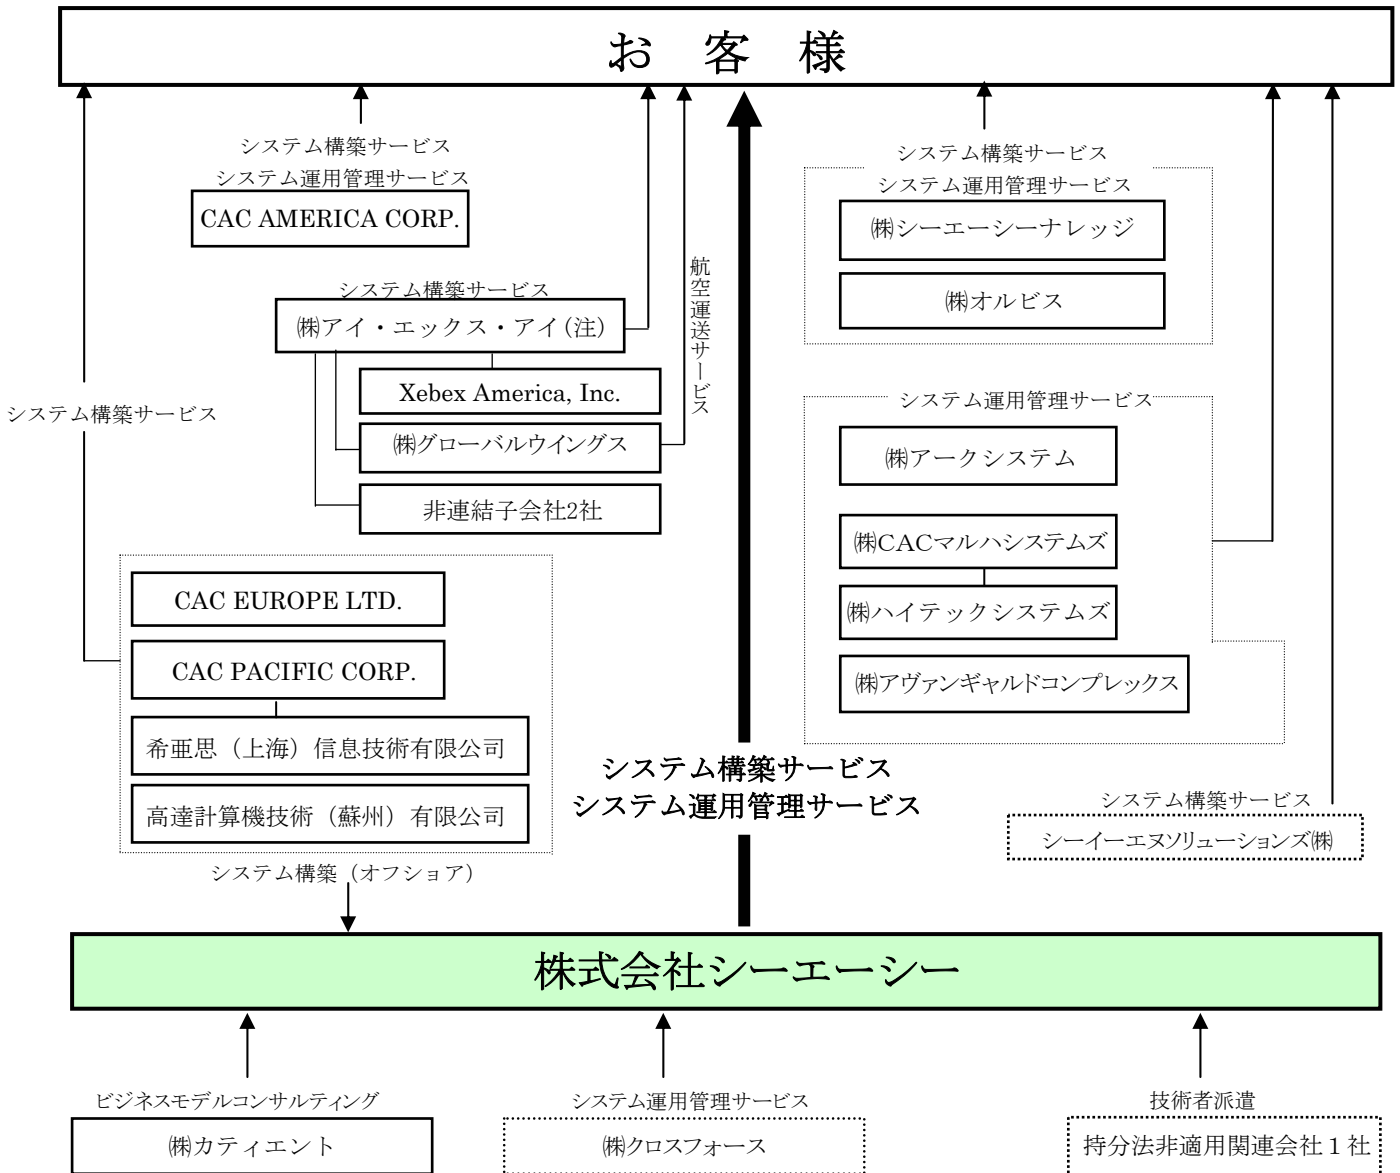 お 客 様
システム構築サービス
システム運用管理サービス
CAC AMERICA CORP.
システム構築サービス
㈱アイ・エックス・アイ(注)
Xebex America, Inc.
㈱グローバルウイングス
非連結子会社2社
航空運送サービス
システム構築サービス
CAC EUROPE LTD.
CAC PACIFIC CORP.
希亜思（上海）信息技術有限公司
高達計算機技術（蘇州）有限公司
システム構築（オフショア）
システム構築サービス
システム運用管理サービス
システム構築サービス
システム運用管理サービス
㈱シーエーシーナレッジ
㈱オルビス
システム運用管理サービス
㈱アークシステム
㈱CACマルハシステムズ
㈱ハイテックシステムズ
㈱アヴァンギャルドコンプレックス
システム構築サービス
シーイーエヌソリューションズ㈱
株式会社シーエーシー
ビジネスモデルコンサルティング
㈱カティエント
システム運用管理サービス
㈱クロスフォース
技術者派遣
持分法非適用関連会社１社